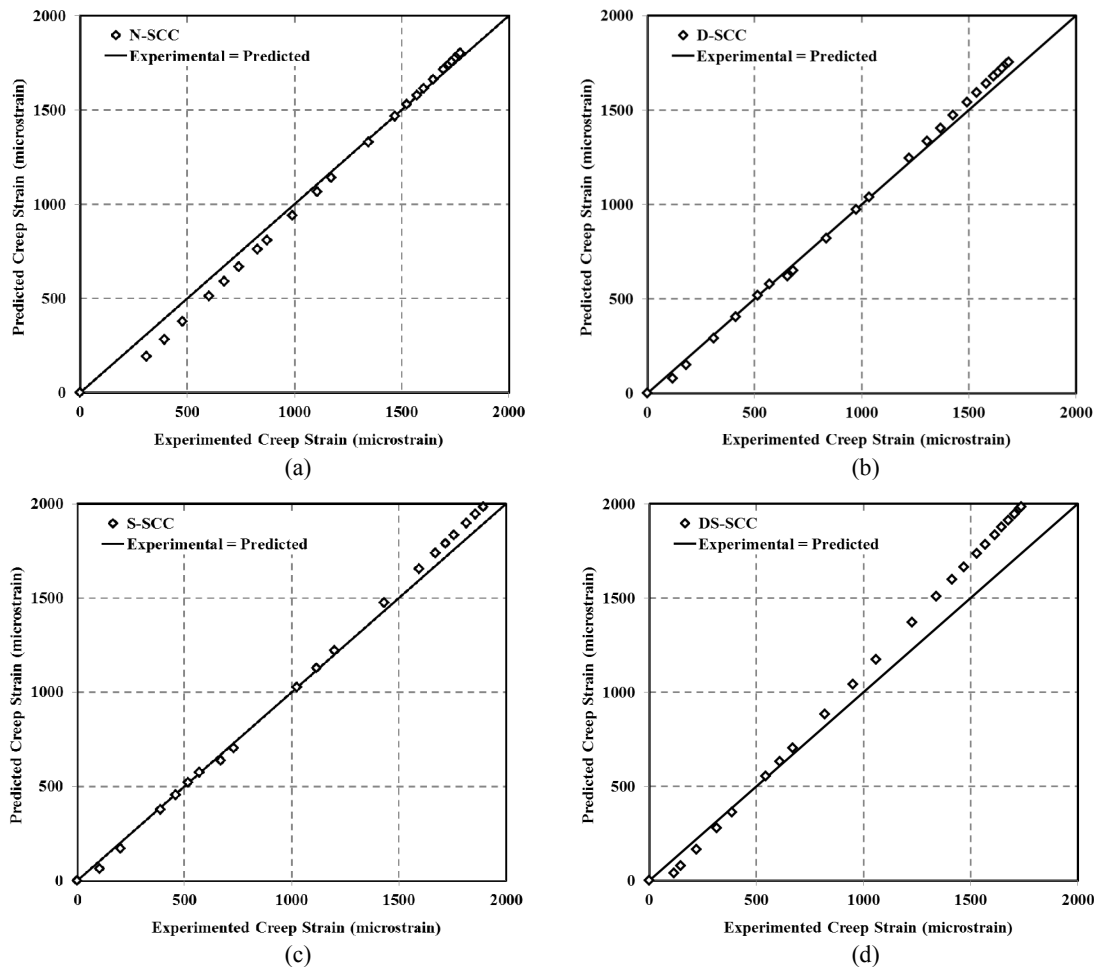 2000
1500
1000
500
0
Predicted Creep Strain (microstrain)
N-SCC
Experimental = Predicted
0 500 1000 1500 2000
Experimented Creep Strain (microstrain)
(a)
2000
1500
1000
500
0
Predicted Creep Strain (microstrain)
D-SCC
Experimental = Predicted
0 500 1000 1500 2000
Experimented Creep Strain (microstrain)
(b)
2000
1500
1000
500
0
Predicted Creep Strain (microstrain)
S-SCC
Experimental = Predicted
0 500 1000 1500 2000
Experimented Creep Strain (microstrain)
(c)
2000
1500
1000
500
0
Predicted Creep Strain (microstrain)
DS-SCC
Experimental = Predicted
0 500 1000 1500 2000
Experimented Creep Strain (microstrain)
(d)